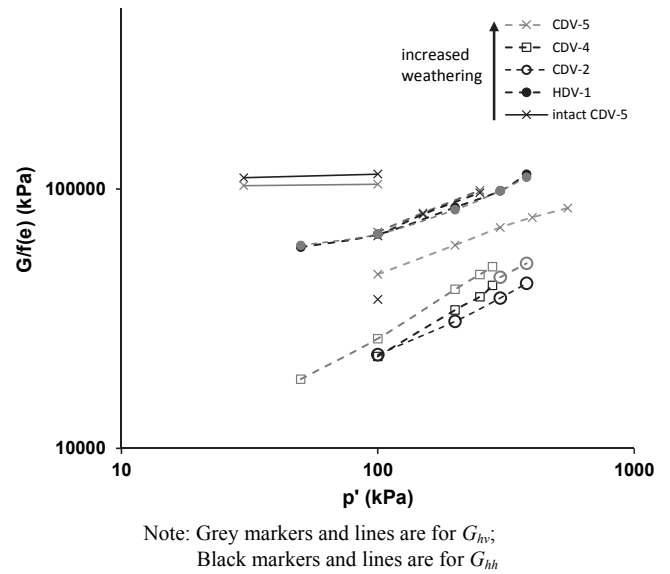 CDV-5
CDV-4
CDV-2
HDV-1
intact CDV-5
increased
weathering
100000
10000
G/f(e) (kPa)
10
100
1000
p' (kPa)
Note: Grey markers and lines are for Ghv;
Black markers and lines are for Ghh